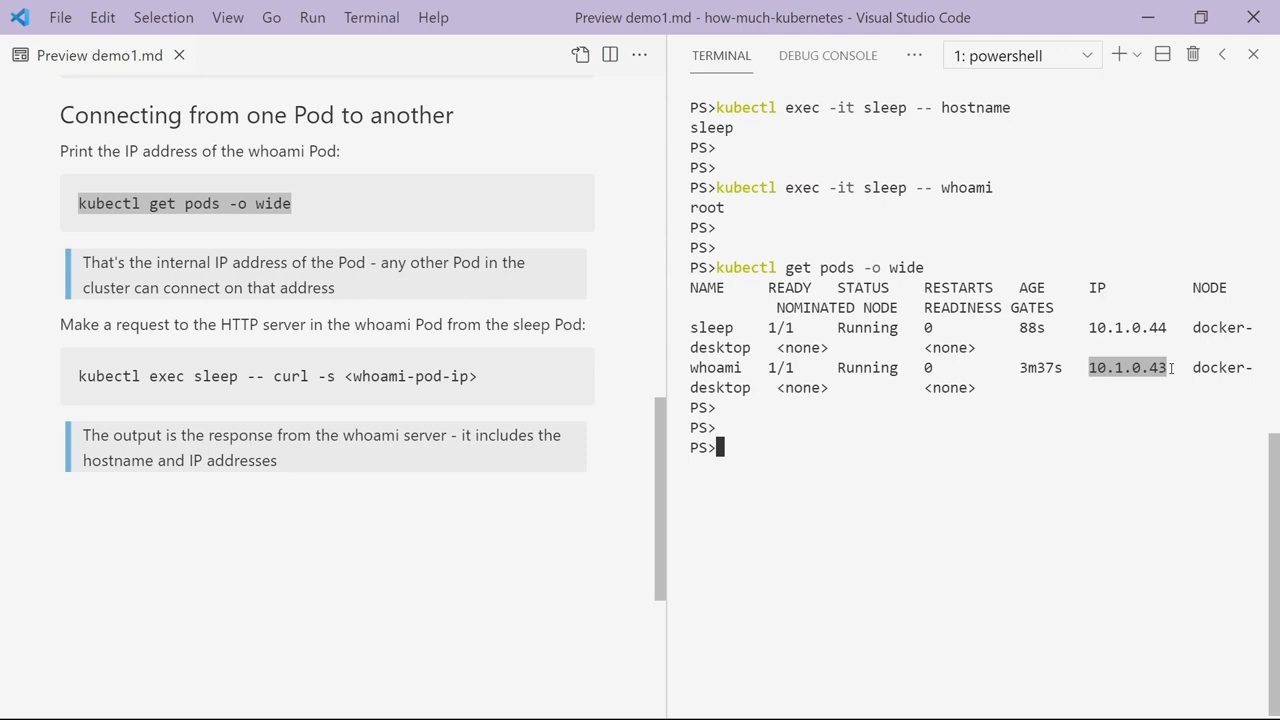 File Edit Selection View Go Run Terminal Help Preview demo1.md - how-much-kubernetes - Visual Studio Code
Preview demo1.md
Connecting from one Pod to another
Print the IP address of the whoami Pod:
kubectl get pods -o wide
That's the internal IP address of the Pod - any other Pod in the
cluster can connect on that address
Make a request to the HTTP server in the whoami Pod from the sleep Pod:
kubectl exec sleep -- curl -s <whoami-pod-ip>
The output is the response from the whoami server - it includes the
hostname and IP addresses
TERMINAL DEBUG CONSOLE ··· 1: powershell
PS>kubectl exec -it sleep -- hostname
sleep
PS>
PS>
PS>kubectl exec -it sleep -- whoami
root
PS>
PS>
PS>kubectl get pods -o wide
NAME READY STATUS RESTARTS AGE IP NODE
NOMINATED NODE READINESS GATES
sleep 1/1 Running 0 88s 10.1.0.44 docker-
desktop <none> <none>
whoami 1/1 Running 0 3m37s 10.1.0.43 docker-
desktop <none> <none>
PS>
PS>
PS>